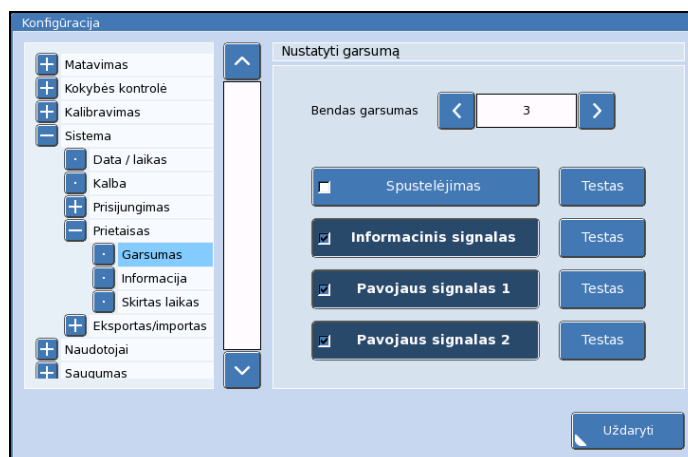 Konfigūracija
Matavimas
Kokybės kontrolė
Kalibravimas
Sistema
Data / laikas
Kalba
Prisijungimas
Prietaisas
Garsumas
Informacija
Skirtas laikas
Eksportas/importas
Naudotojai
Saugumas
Nustatyti garsumą
Bendas garsumas 3
Spustelėjimas Testas
Informacinis signalas Testas
Pavojaus signalas 1 Testas
Pavojaus signalas 2 Testas
Uždaryti